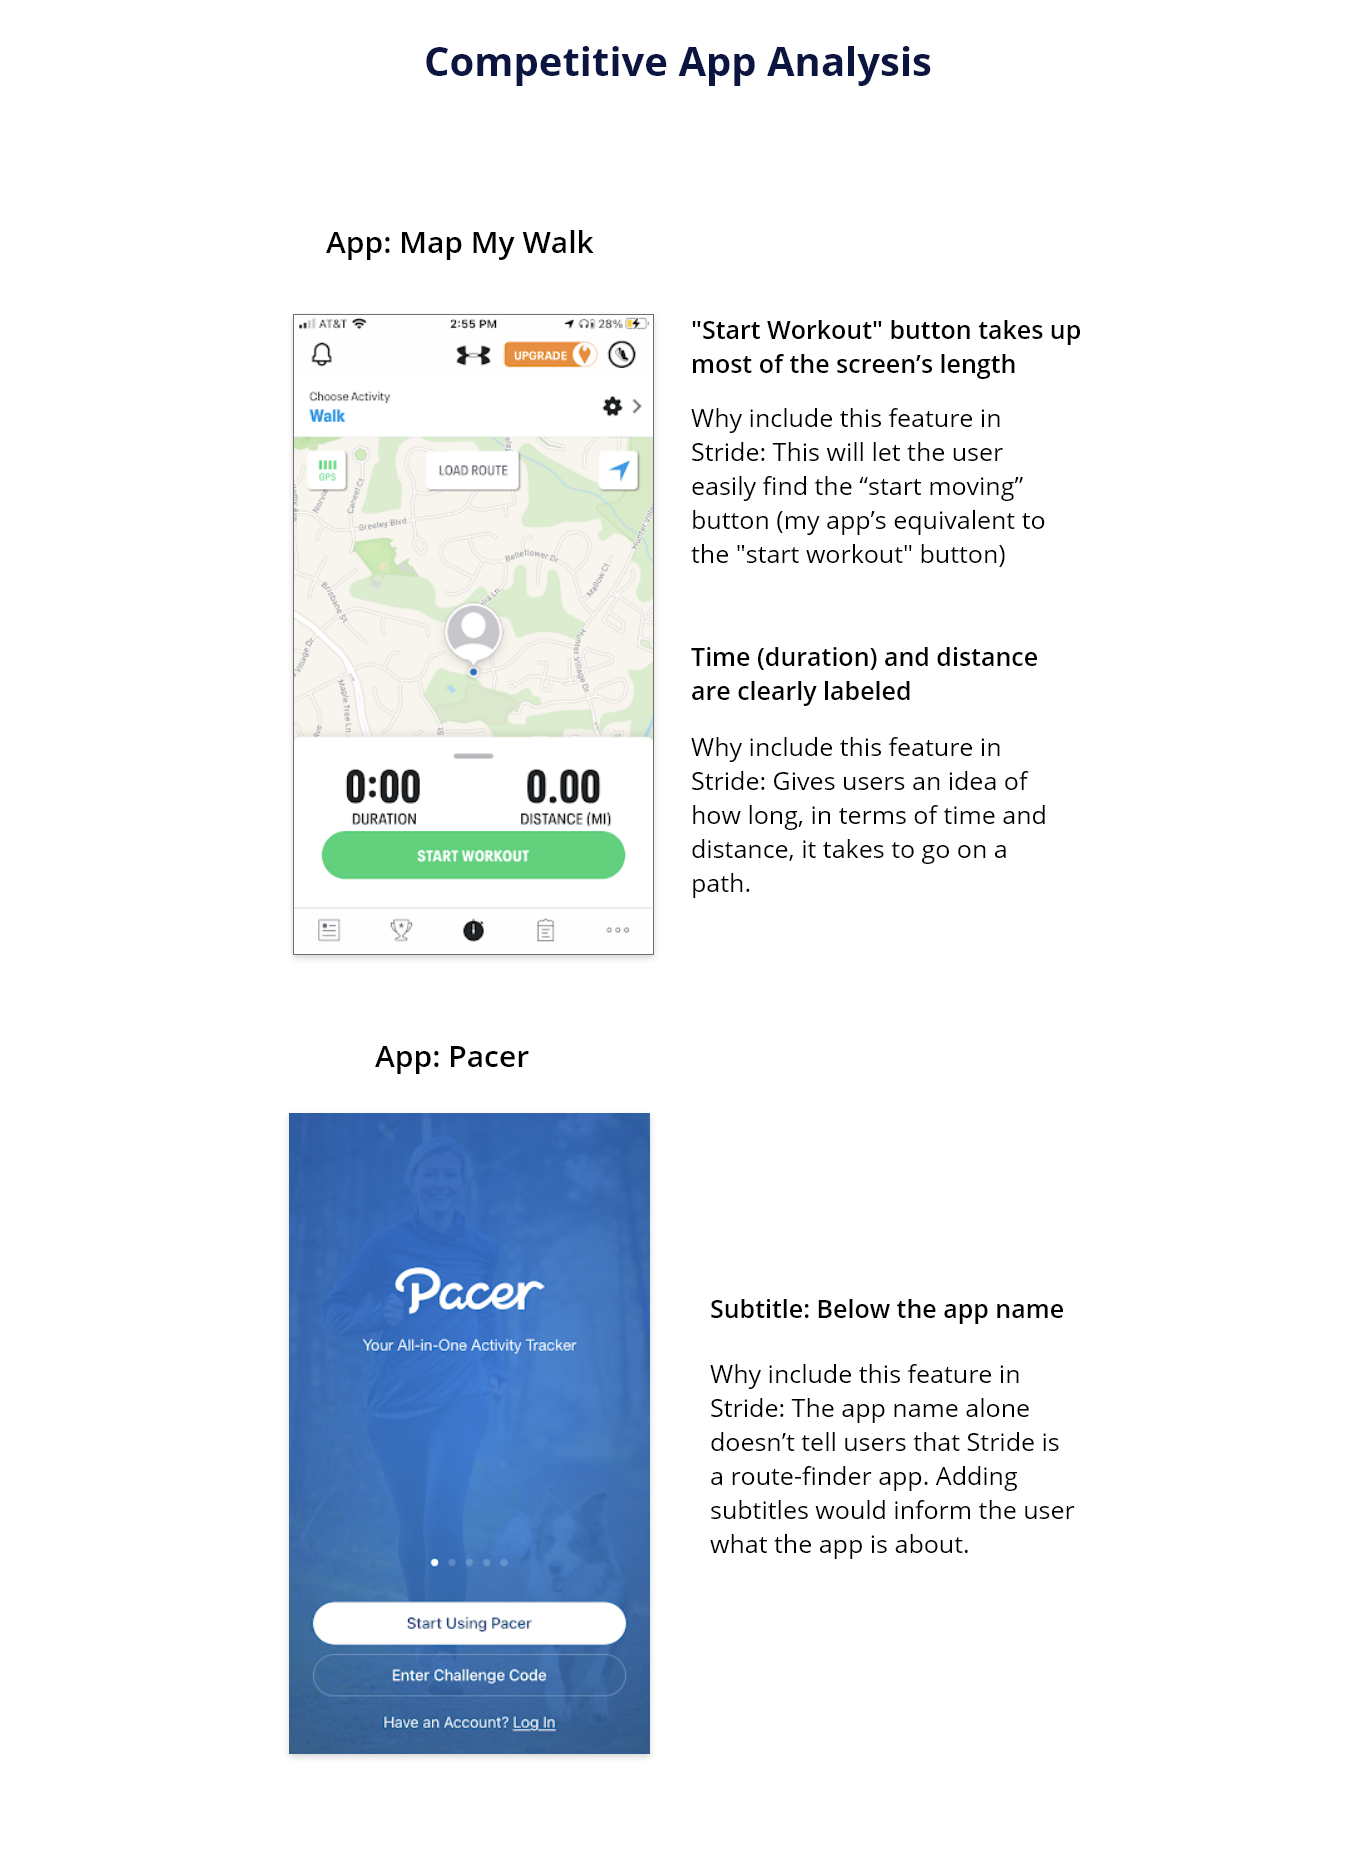 Competitive App Analysis
App: Map My Walk
AT&T
2:55 PM
28%
UPGRADE
Choose Activity
Walk
GPS
LOAD ROUTE
Caneel Ct
Greeley Blvd
Belleflower Dr
Mallow Ct
Brisbane St
Hunter Village Dr
Village Dr
Maple Tree Ln
0:00
0.00
DURATION
DISTANCE (MI)
START WORKOUT
"Start Workout" button takes up
most of the screen’s length
Why include this feature in
Stride: This will let the user
easily find the “start moving”
button (my app’s equivalent to
the "start workout" button)
Time (duration) and distance
are clearly labeled
Why include this feature in
Stride: Gives users an idea of
how long, in terms of time and
distance, it takes to go on a
path.
App: Pacer
Pacer
Your All-in-One Activity Tracker
Start Using Pacer
Enter Challenge Code
Have an Account? Log In
Subtitle: Below the app name
Why include this feature in
Stride: The app name alone
doesn’t tell users that Stride is
a route-finder app. Adding
subtitles would inform the user
what the app is about.